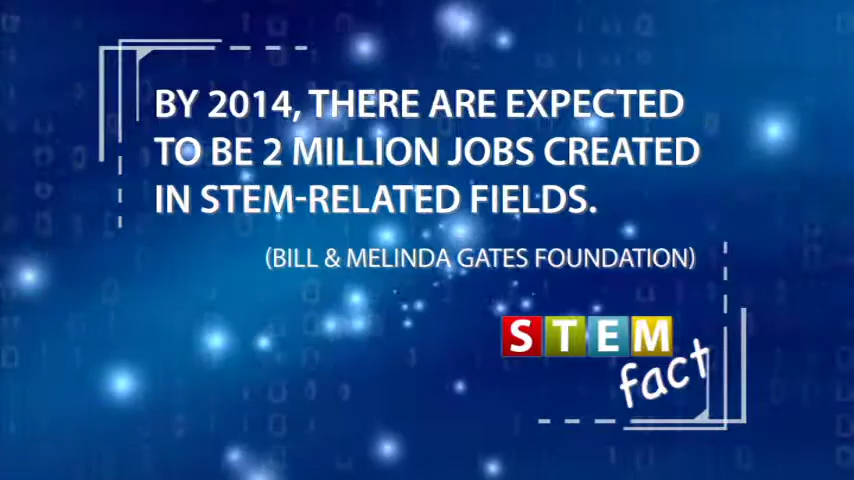 BY 2014, THERE ARE EXPECTED
TO BE 2 MILLION JOBS CREATED
IN STEM-RELATED FIELDS.
(BILL & MELINDA GATES FOUNDATION)
STEM
fact